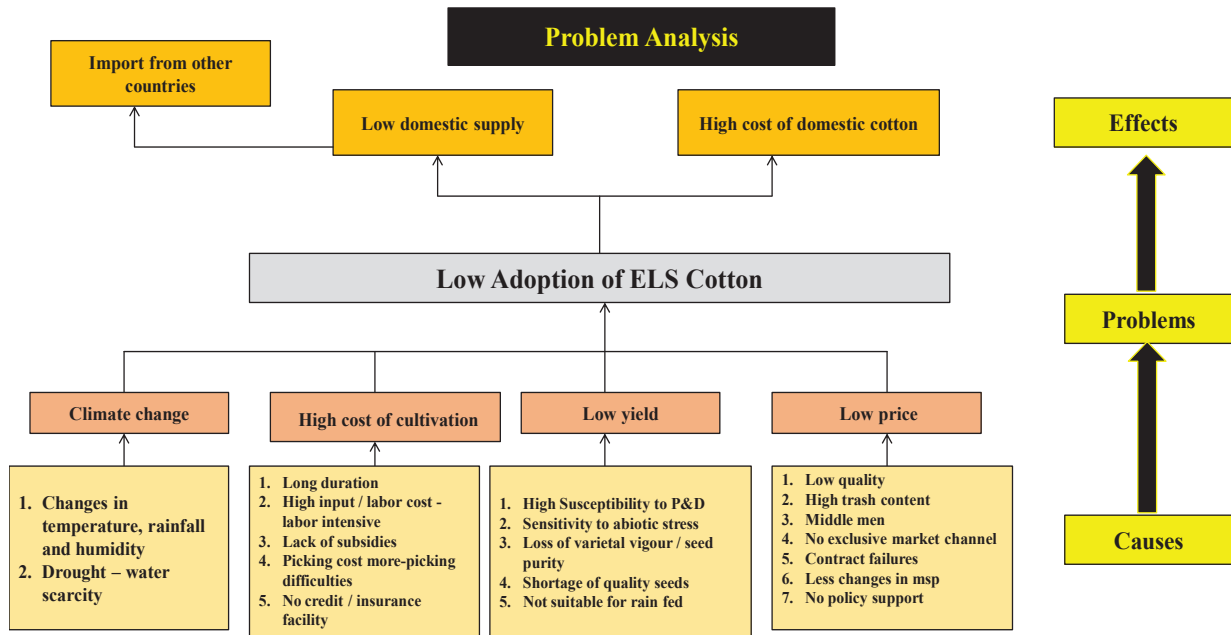 Problem Analysis
Import from other
countries
Low domestic supply
High cost of domestic cotton
Effects
Low Adoption of ELS Cotton
Problems
Climate change
High cost of cultivation
Low yield
Low price
1. Changes in
temperature, rainfall
and humidity
2. Drought – water
scarcity
1. Long duration
2. High input / labor cost -
labor intensive
3. Lack of subsidies
4. Picking cost more-picking
difficulties
5. No credit / insurance
facility
1. High Susceptibility to P&D
2. Sensitivity to abiotic stress
3. Loss of varietal vigour / seed
purity
4. Shortage of quality seeds
5. Not suitable for rain fed
1. Low quality
2. High trash content
3. Middle men
4. No exclusive market channel
5. Contract failures
6. Less changes in msp
7. No policy support
Causes